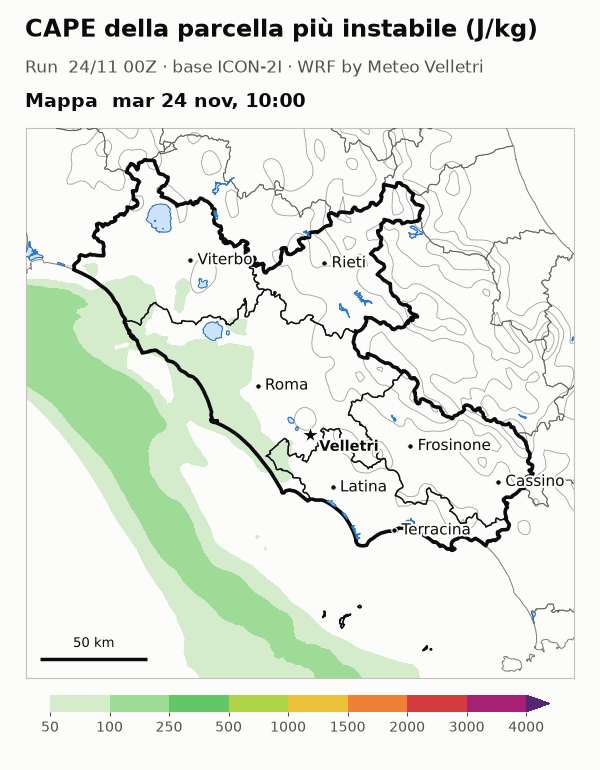 CAPE della parcella più instabile (J/kg)
Run  24/11 00Z · base ICON-2I · WRF by Meteo Velletri
Mappa  mar 24 nov, 10:00
Viterbo
Rieti
Roma
Velletri
Frosinone
Latina
Cassino
Terracina
50 km
50 100 250 500 1000 1500 2000 3000 4000